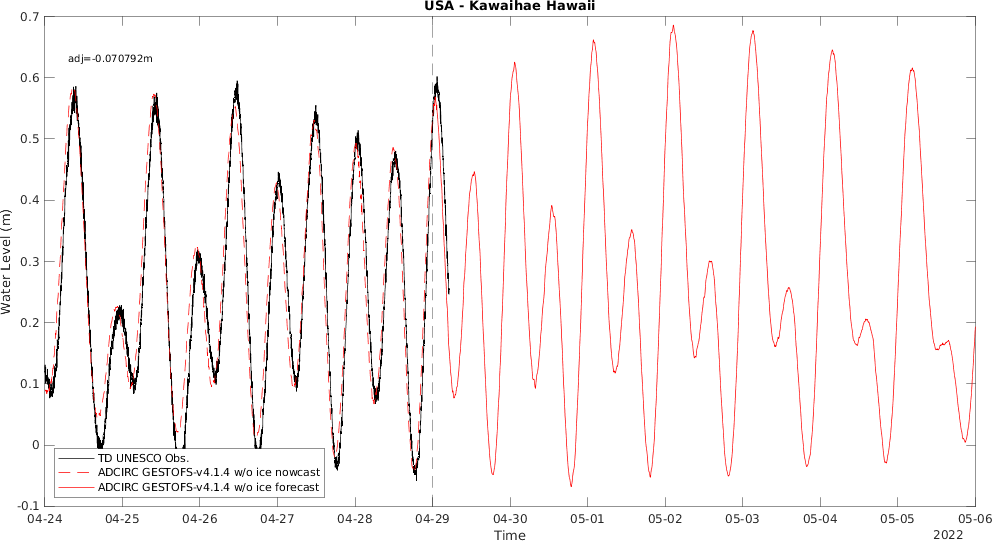 USA - Kawaihae Hawaii
adj=-0.070792m
0.7
0.6
0.5
0.4
0.3
0.2
0.1
0
-0.1
Water Level (m)
TD UNESCO Obs.
ADCIRC GESTOFS-v4.1.4 w/o ice nowcast
ADCIRC GESTOFS-v4.1.4 w/o ice forecast
04-24 04-25 04-26 04-27 04-28 04-29 04-30 05-01 05-02 05-03 05-04 05-05 05-06
Time
2022